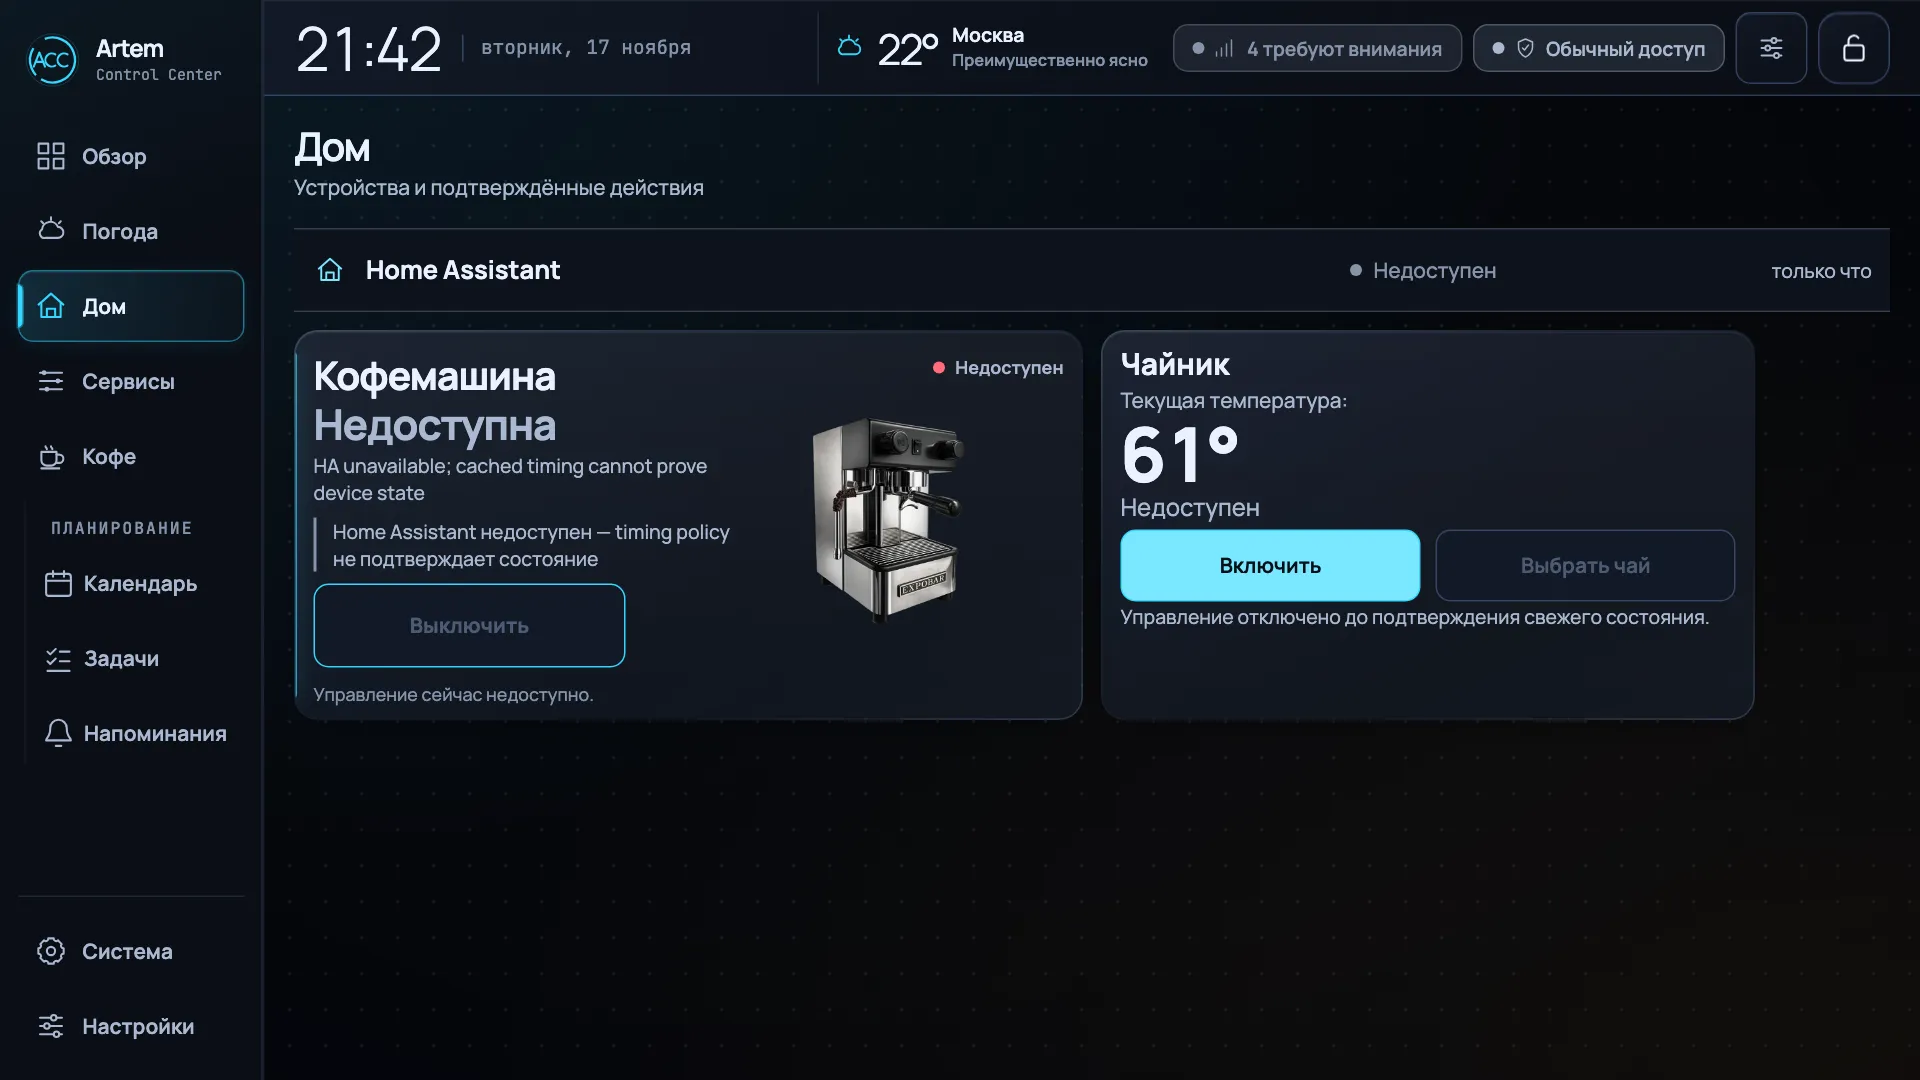 ACC
Artem
Control Center
21:42
вторник, 17 ноября
22°
Москва
Преимущественно ясно
4 требуют внимания
Обычный доступ
Обзор
Погода
Дом
Сервисы
Кофе
ПЛАНИРОВАНИЕ
Календарь
Задачи
Напоминания
Система
Настройки
Дом
Устройства и подтверждённые действия
Home Assistant
Недоступен
только что
Кофемашина
Недоступен
Недоступна
HA unavailable; cached timing cannot prove
device state
Home Assistant недоступен — timing policy
не подтверждает состояние
Выключить
Управление сейчас недоступно.
EXPOBAR
Чайник
Текущая температура:
61°
Недоступен
Включить
Выбрать чай
Управление отключено до подтверждения свежего состояния.